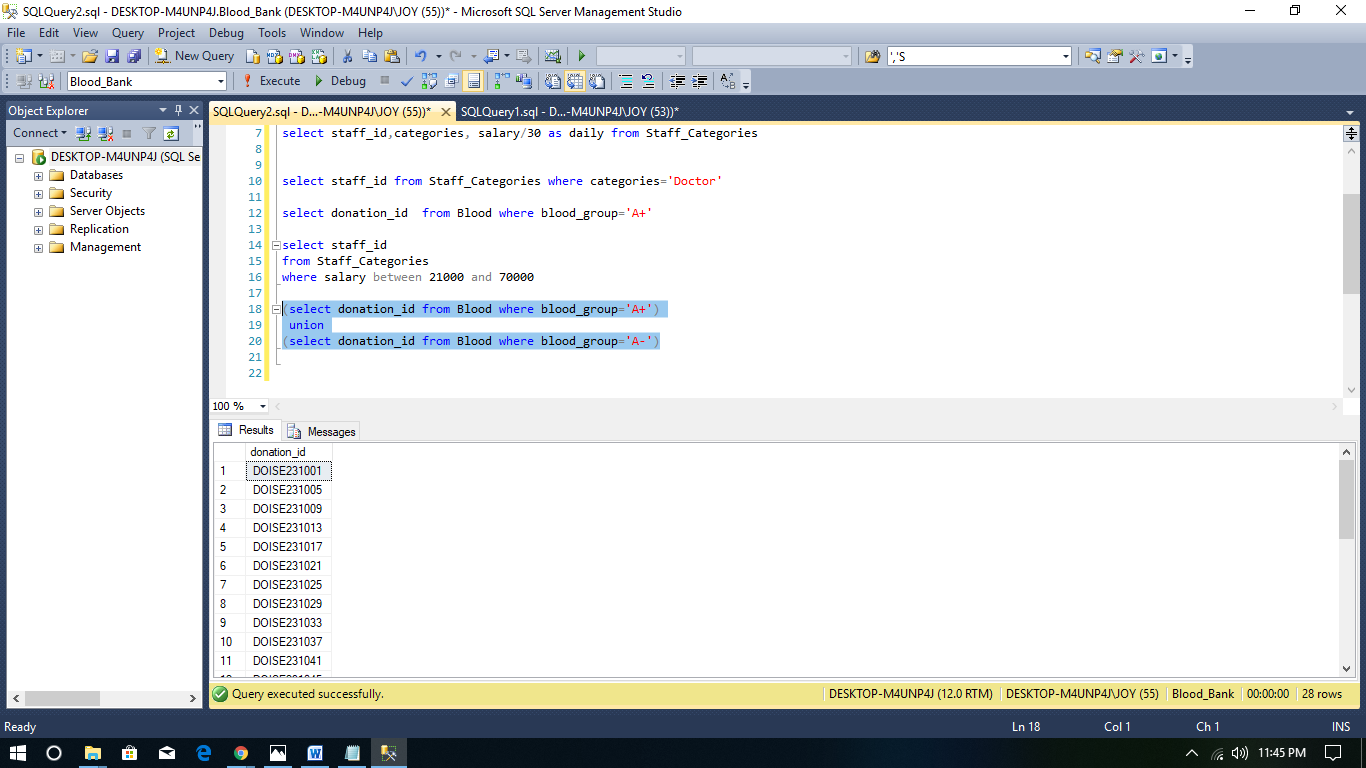 SQLQuery2.sql - DESKTOP-M4UNP4J.Blood_Bank (DESKTOP-M4UNP4J\JOY (55))* - Microsoft SQL Server Management Studio
File Edit View Query Project Debug Tools Window Help
New Query ','S
Blood_Bank Execute Debug
Object Explorer
Connect
DESKTOP-M4UNP4J (SQL Se
Databases
Security
Server Objects
Replication
Management
SQLQuery2.sql - D...-M4UNP4J\JOY (55))* SQLQuery1.sql - D...-M4UNP4J\JOY (53))*
7 select staff_id,categories, salary/30 as daily from Staff_Categories
8
9
10 select staff_id from Staff_Categories where categories='Doctor'
11
12 select donation_id  from Blood where blood_group='A+'
13
14 select staff_id
15 from Staff_Categories
16 where salary between 21000 and 70000
17
18 (select donation_id from Blood where blood_group='A+')
19 union
20 (select donation_id from Blood where blood_group='A-')
21
22
100 %
Results Messages
donation_id
1 DOISE231001
2 DOISE231005
3 DOISE231009
4 DOISE231013
5 DOISE231017
6 DOISE231021
7 DOISE231025
8 DOISE231029
9 DOISE231033
10 DOISE231037
11 DOISE231041
Query executed successfully. DESKTOP-M4UNP4J (12.0 RTM) DESKTOP-M4UNP4J\JOY (55) Blood_Bank 00:00:00 28 rows
Ready Ln 18 Col 1 Ch 1 INS
11:45 PM